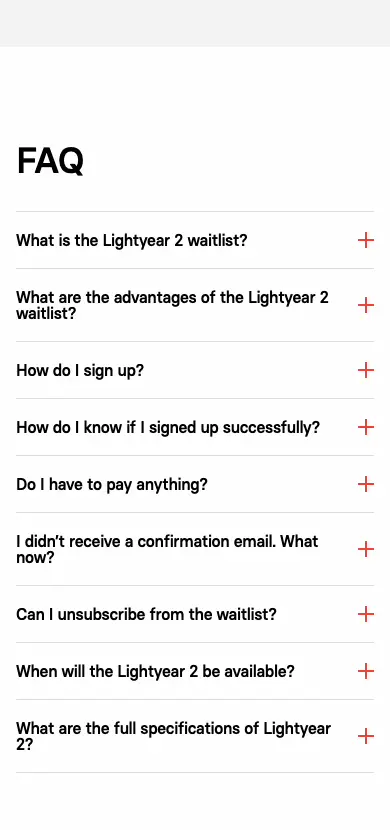 FAQ
What is the Lightyear 2 waitlist?
What are the advantages of the Lightyear 2
waitlist?
How do I sign up?
How do I know if I signed up successfully?
Do I have to pay anything?
I didn’t receive a confirmation email. What
now?
Can I unsubscribe from the waitlist?
When will the Lightyear 2 be available?
What are the full specifications of Lightyear
2?